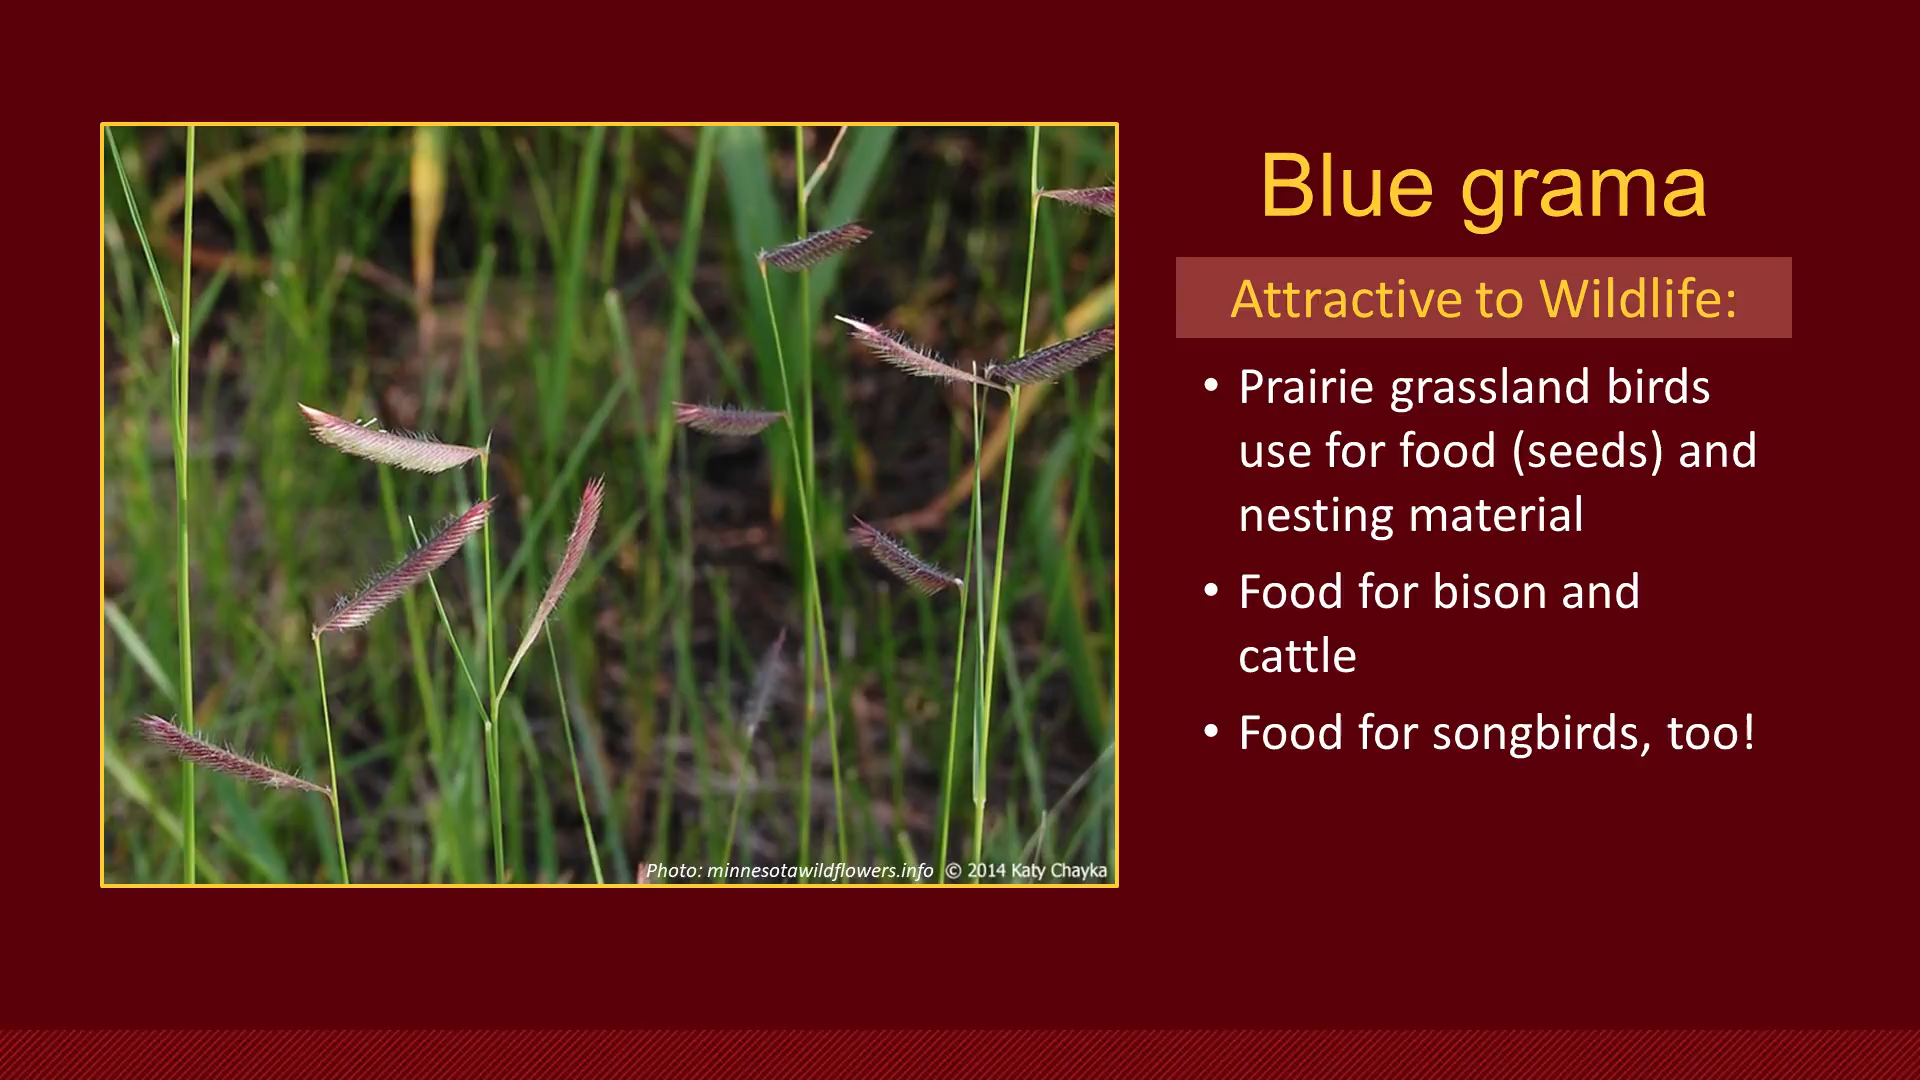 Blue grama
Attractive to Wildlife:
• Prairie grassland birds
use for food (seeds) and
nesting material
• Food for bison and
cattle
• Food for songbirds, too!
Photo: minnesotawildflowers.info © 2014 Katy Chayka